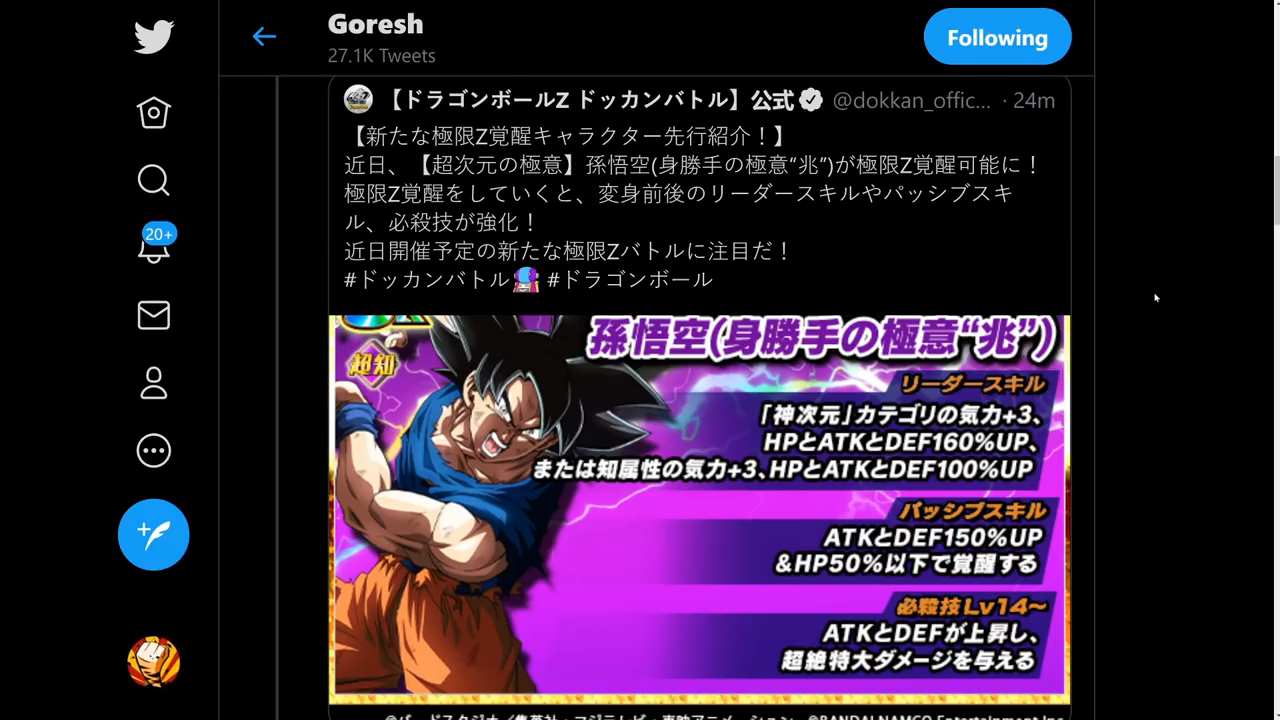 Goresh
27.1K Tweets
Following
20+
【ドラゴンボールZ ドッカンバトル】公式 @dokkan_offic... · 24m
【新たな極限Z覚醒キャラクター先行紹介！】
近日、【超次元の極意】孫悟空(身勝手の極意“兆”)が極限Z覚醒可能に！
極限Z覚醒をしていくと、変身前後のリーダースキルやパッシブスキ
ル、必殺技が強化！
近日開催予定の新たな極限Zバトルに注目だ！
#ドッカンバトル #ドラゴンボール
孫悟空(身勝手の極意“兆”)
超知
リーダースキル
「神次元」カテゴリの気力+3、
HPとATKとDEF160%UP、
または知属性の気力+3、HPとATKとDEF100%UP
パッシブスキル
ATKとDEF150%UP
&HP50%以下で覚醒する
必殺技Lv14~
ATKとDEFが上昇し、
超絶特大ダメージを与える